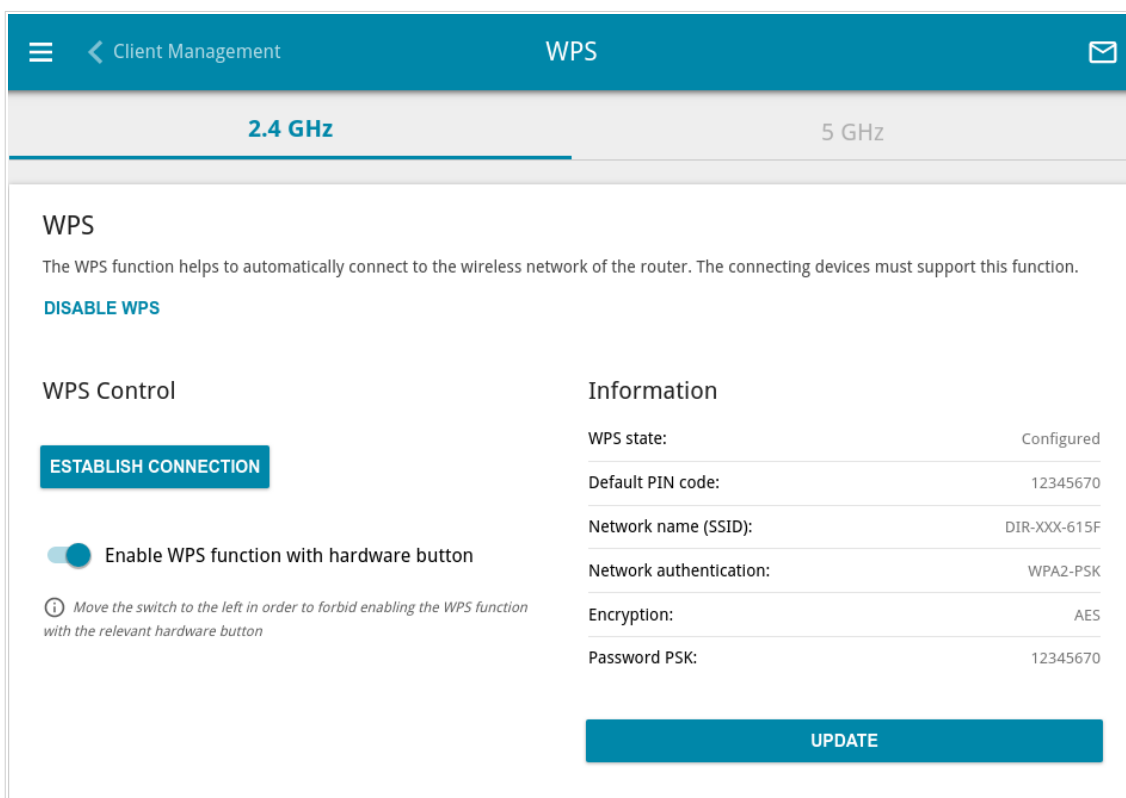 Client Management
WPS
2.4 GHz
5 GHz
WPS
The WPS function helps to automatically connect to the wireless network of the router. The connecting devices must support this function.
DISABLE WPS
WPS Control
ESTABLISH CONNECTION
Enable WPS function with hardware button
Move the switch to the left in order to forbid enabling the WPS function
with the relevant hardware button
Information
WPS state: Configured
Default PIN code: 12345670
Network name (SSID): DIR-XXX-615F
Network authentication: WPA2-PSK
Encryption: AES
Password PSK: 12345670
UPDATE